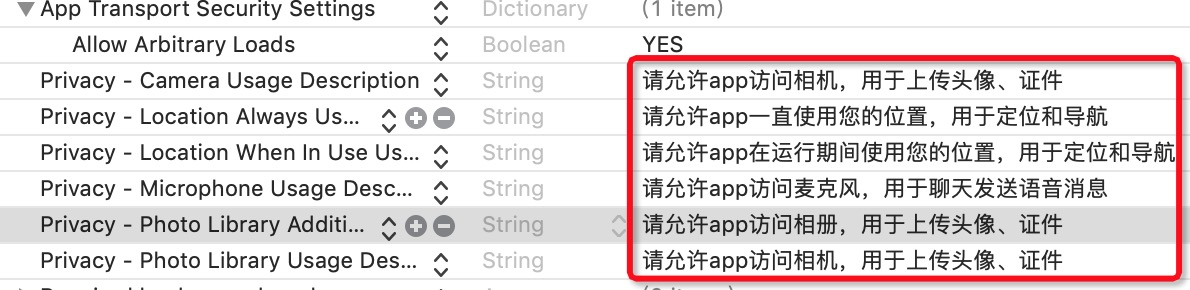 App Transport Security Settings Dictionary (1 item)
Allow Arbitrary Loads Boolean YES
Privacy - Camera Usage Description String 请允许app访问相机，用于上传头像、证件
Privacy - Location Always Us... String 请允许app一直使用您的位置，用于定位和导航
Privacy - Location When In Use Us... String 请允许app在运行期间使用您的位置，用于定位和导航
Privacy - Microphone Usage Desc... String 请允许app访问麦克风，用于聊天发送语音消息
Privacy - Photo Library Additi... String 请允许app访问相册，用于上传头像、证件
Privacy - Photo Library Usage Des... String 请允许app访问相机，用于上传头像、证件